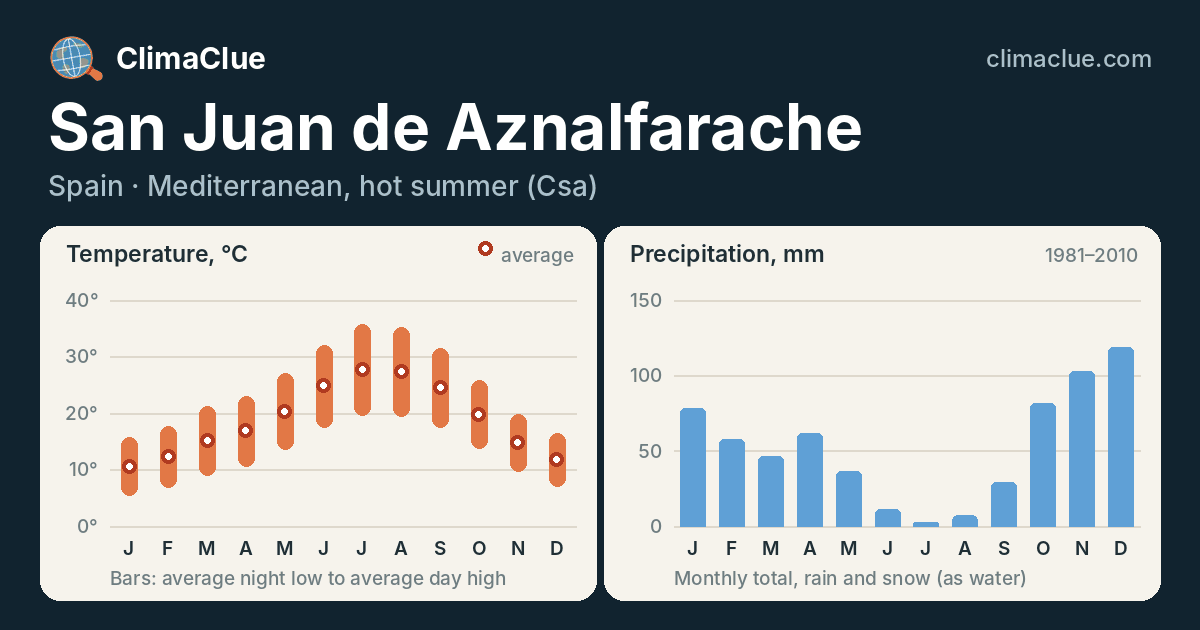 ClimaClue
climaclue.com
San Juan de Aznalfarache
Spain · Mediterranean, hot summer (Csa)
Temperature, °C
average
40°
30°
20°
10°
0°
J F M A M J J A S O N D
Bars: average night low to average day high
Precipitation, mm
1981–2010
150
100
50
0
J F M A M J J A S O N D
Monthly total, rain and snow (as water)